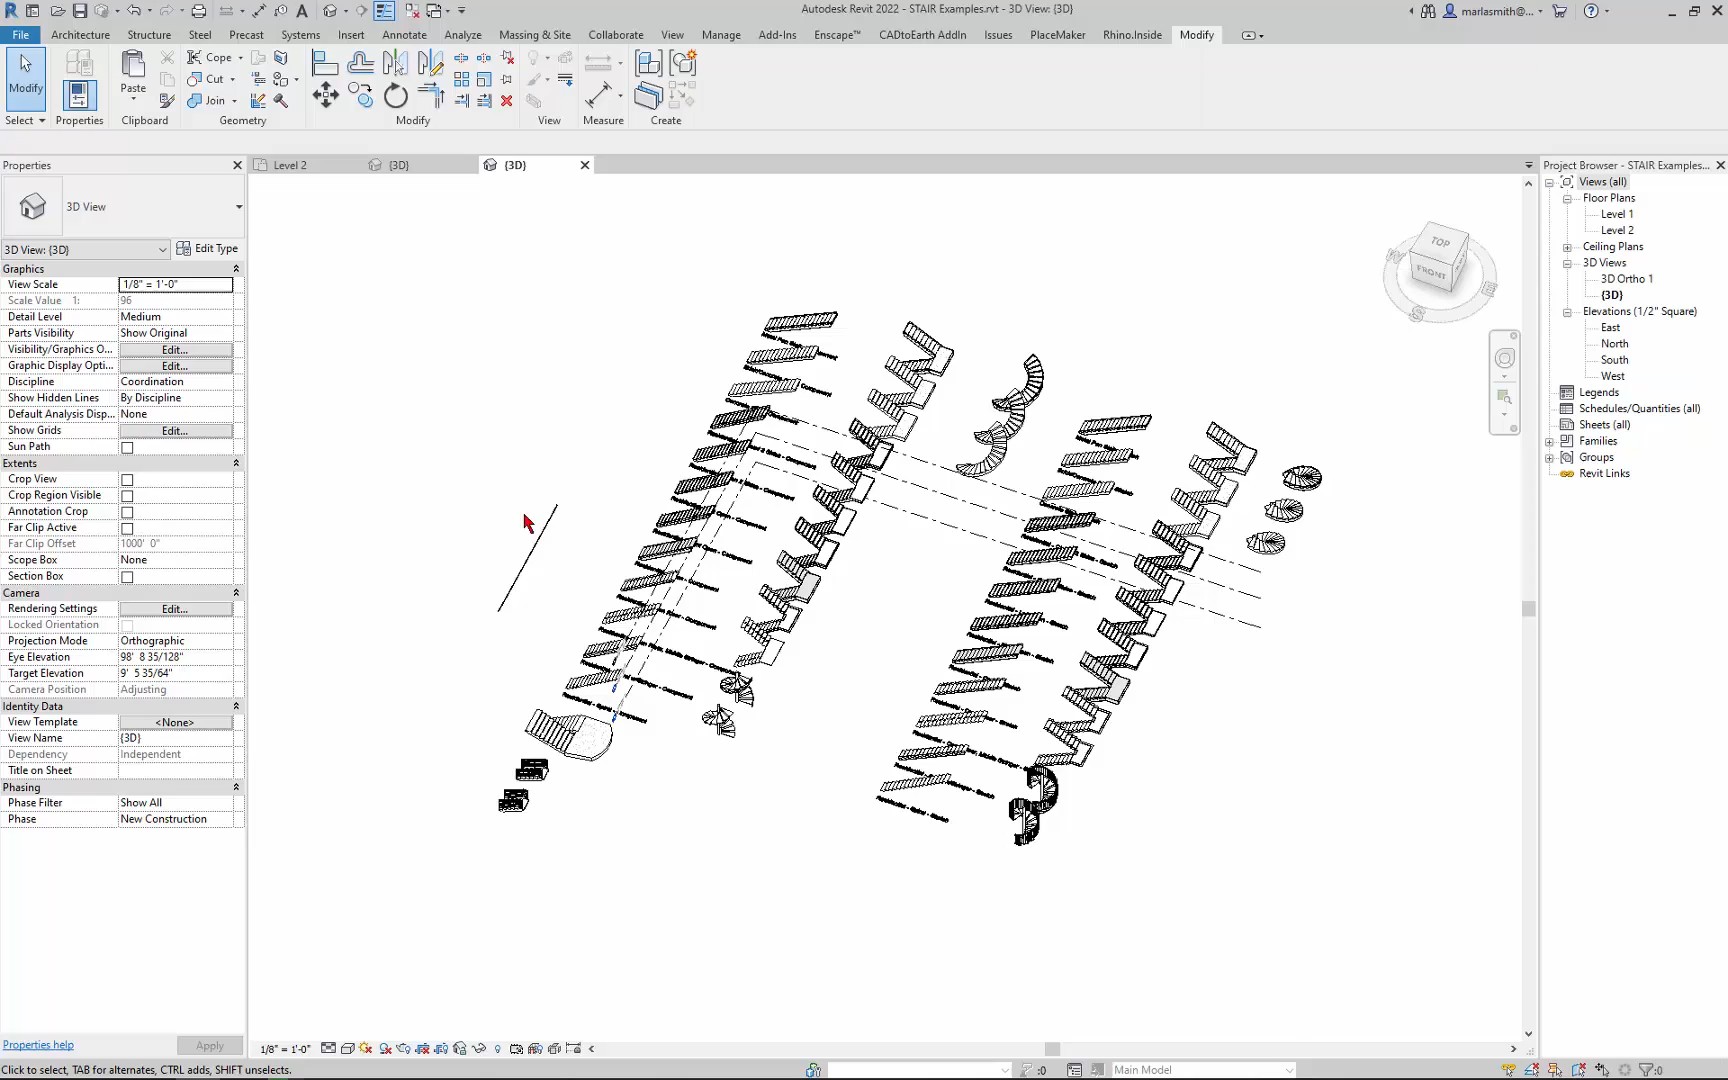 Autodesk Revit 2022 - STAIR Examples.rvt - 3D View: {3D}
marlasmith@...
File Architecture Structure Steel Precast Systems Insert Annotate Analyze Massing & Site Collaborate View Manage Add-Ins Enscape™ CADtoEarth AddIn Issues PlaceMaker Rhino.Inside Modify
Modify
Paste
Cope
Cut
Join
Select Properties Clipboard Geometry Modify View Measure Create
Properties
Level 2
{3D}
{3D}
Project Browser - STAIR Examples...
3D View
3D View: {3D}
Edit Type
Graphics
View Scale 1/8" = 1'-0"
Scale Value 1: 96
Detail Level Medium
Parts Visibility Show Original
Visibility/Graphics O... Edit...
Graphic Display Opti... Edit...
Discipline Coordination
Show Hidden Lines By Discipline
Default Analysis Disp... None
Show Grids Edit...
Sun Path
Extents
Crop View
Crop Region Visible
Annotation Crop
Far Clip Active
Far Clip Offset 1000' 0"
Scope Box None
Section Box
Camera
Rendering Settings Edit...
Locked Orientation
Projection Mode Orthographic
Eye Elevation 98' 8 35/128"
Target Elevation 9' 5 35/64"
Camera Position Adjusting
Identity Data
View Template <None>
View Name {3D}
Dependency Independent
Title on Sheet
Phasing
Phase Filter Show All
Phase New Construction
Properties help
Apply
TOP
FRONT
Views (all)
Floor Plans
Level 1
Level 2
Ceiling Plans
3D Views
3D Ortho 1
{3D}
Elevations (1/2" Square)
East
North
South
West
Legends
Schedules/Quantities (all)
Sheets (all)
Families
Groups
Revit Links
1/8" = 1'-0"
Click to select, TAB for alternates, CTRL adds, SHIFT unselects.
:0
Main Model
:0